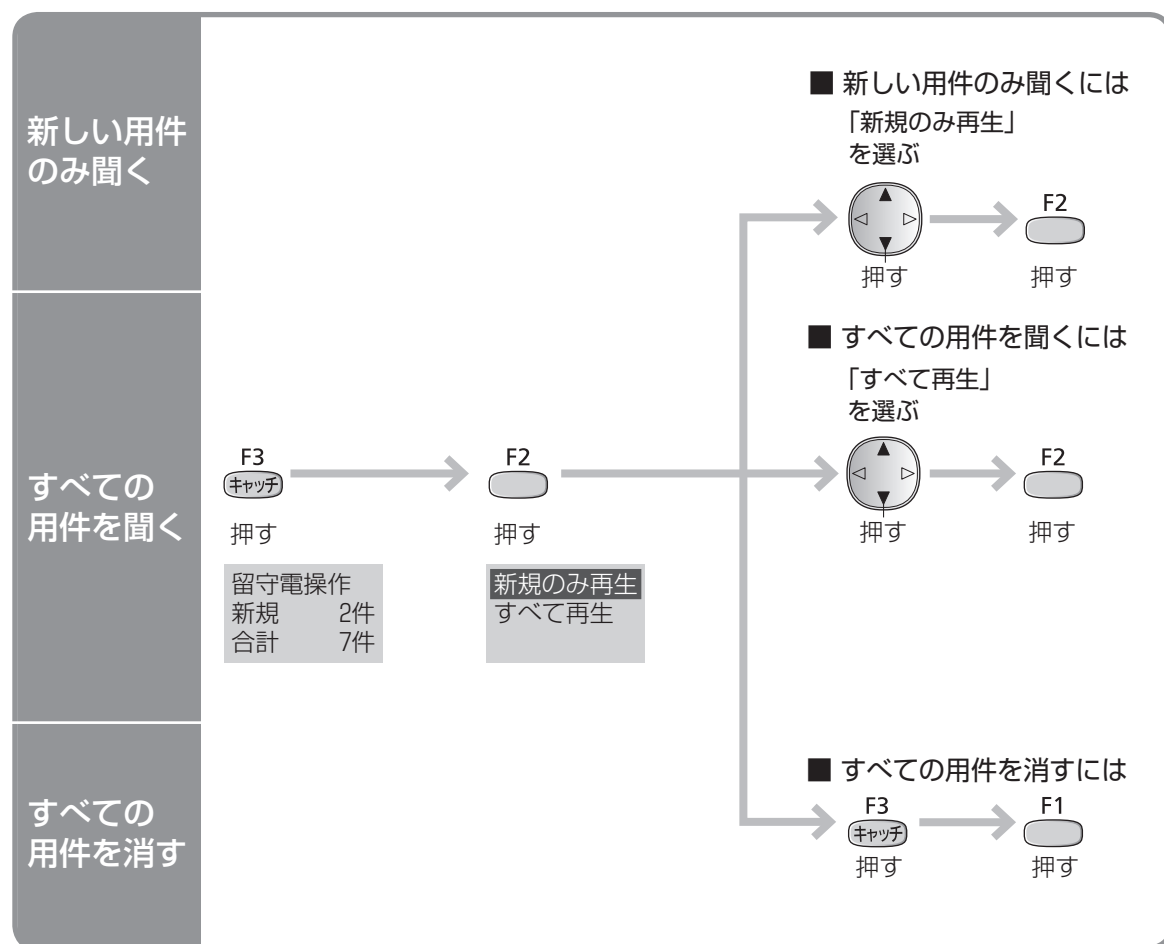 新しい用件
のみ聞く
すべての
用件を聞く
すべての
用件を消す
F3
キャッチ
押す
留守電操作
新規 2件
合計 7件
F2
押す
新規のみ再生
すべて再生
■ 新しい用件のみ聞くには
「新規のみ再生」
を選ぶ
押す
F2
押す
■ すべての用件を聞くには
「すべて再生」
を選ぶ
押す
F2
押す
■ すべての用件を消すには
F3
キャッチ
押す
F1
押す